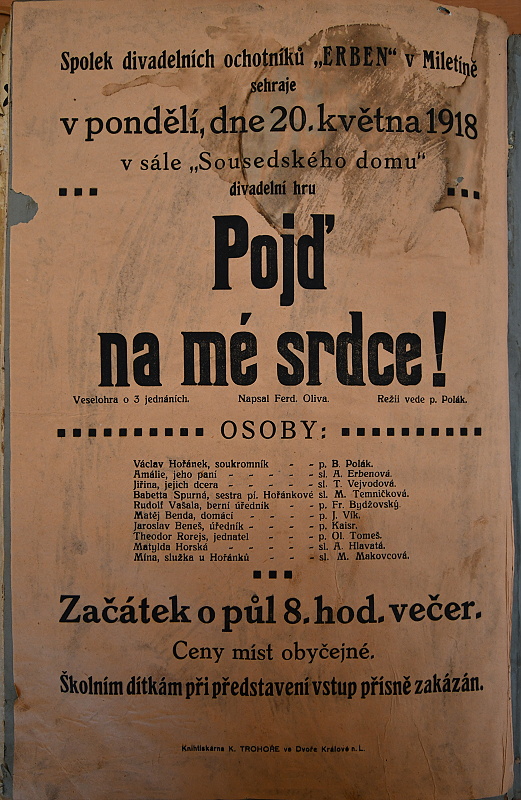 Spolek divadelních ochotníků „ERBEN“ v Miletíně
sehraje
v pondělí, dne 20. května 1918
v sále „Sousedského domu“
divadelní hru
Pojď
na mé srdce!
Veselohra o 3 jednáních. Napsal Ferd. Oliva. Režii vede p. Polák.
OSOBY:
Václav Hořánek, soukromník - - p. B. Polák.
Amálie, jeho paní - - - - - sl. A. Erbenová.
Jiřina, jejich dcera - - - - - sl. T. Vejvodová.
Babetta Spurná, sestra pí. Hořánkové sl. M. Temničková.
Rudolf Vašala, berní úředník - - p. Fr. Bydžovský.
Matěj Benda, domácí - - - - p. J. Vík.
Jaroslav Beneš, úředník - - - - p. Kaisr.
Theodor Rorejs, jednatel - - - p. Ol. Tomeš.
Matylda Horská - - - - - sl. A. Hlavatá.
Mína, služka u Hořánků - - - sl. M. Makovcová.
Začátek o půl 8. hod. večer.
Ceny míst obyčejné.
Školním dítkám při představení vstup přísně zakázán.
Knihtiskárna K. TROHOŘE ve Dvoře Králové n. L.